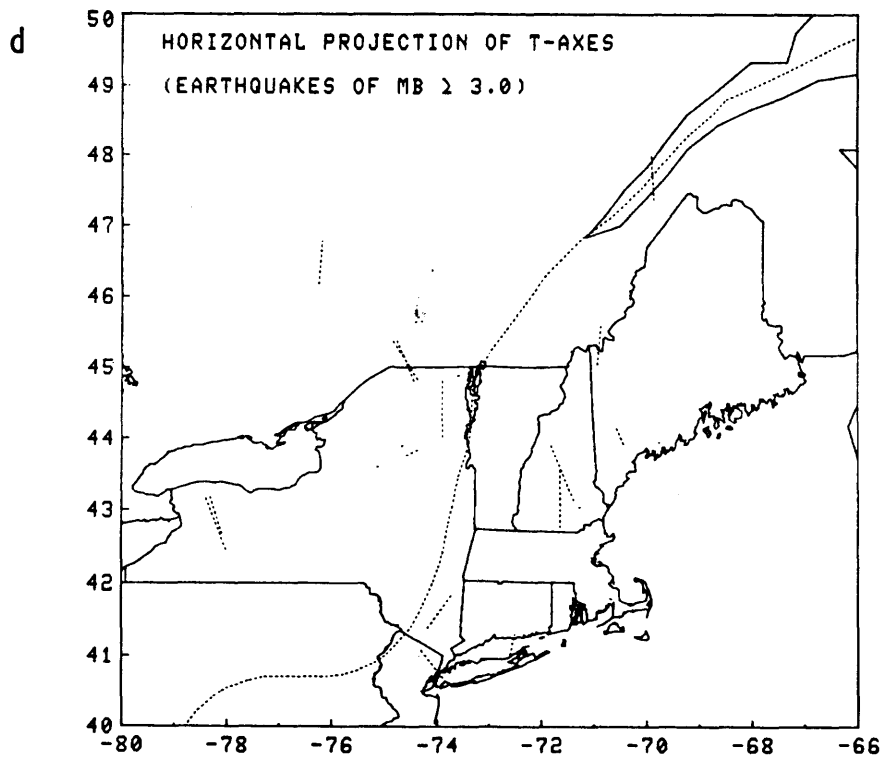 d
HORIZONTAL PROJECTION OF T-AXES
(EARTHQUAKES OF MB ≥ 3.0)
50
49
48
47
46
45
44
43
42
41
40
-80 -78 -76 -74 -72 -70 -68 -66